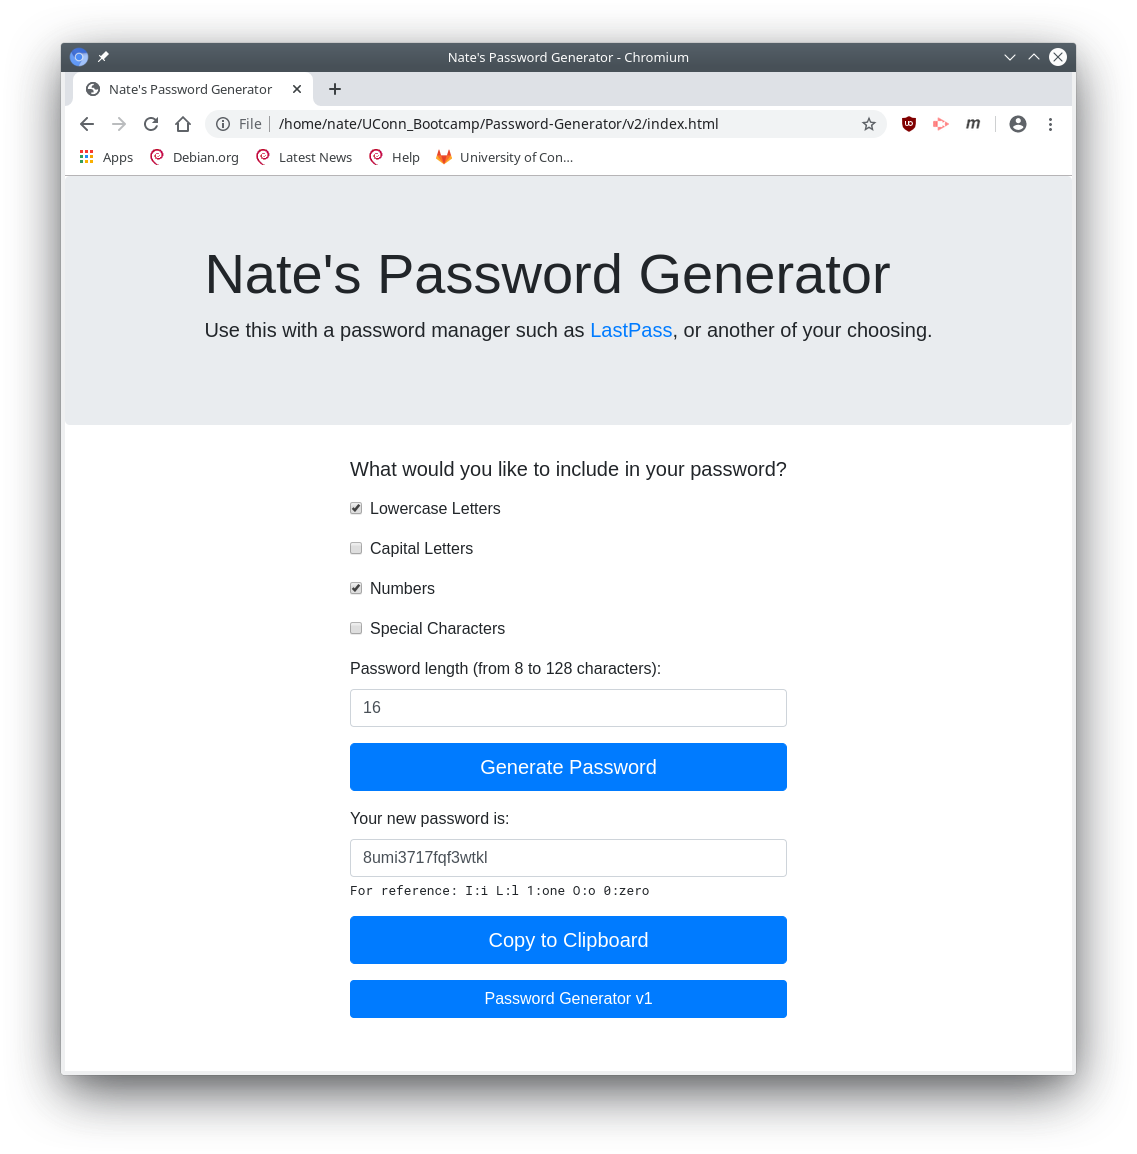 Nate's Password Generator - Chromium
Nate's Password Generator
File /home/nate/UConn_Bootcamp/Password-Generator/v2/index.html
Apps Debian.org Latest News Help University of Con...
Nate's Password Generator
Use this with a password manager such as LastPass, or another of your choosing.
What would you like to include in your password?
Lowercase Letters
Capital Letters
Numbers
Special Characters
Password length (from 8 to 128 characters):
16
Generate Password
Your new password is:
8umi3717fqf3wtkl
For reference: I:i L:l 1:one O:o 0:zero
Copy to Clipboard
Password Generator v1